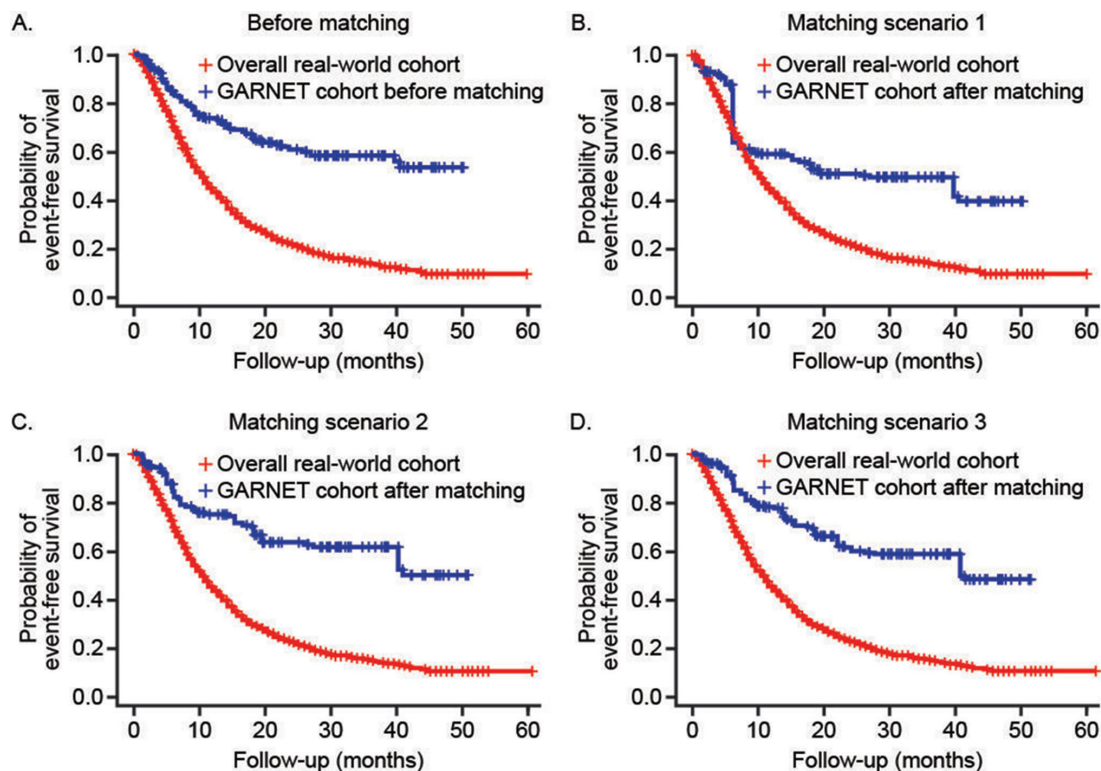 A. Before matching
Probability of
event-free survival
1.0
0.8
0.6
0.4
0.2
0.0
Overall real-world cohort
GARNET cohort before matching
0 10 20 30 40 50 60
Follow-up (months)
B. Matching scenario 1
Probability of
event-free survival
1.0
0.8
0.6
0.4
0.2
0.0
Overall real-world cohort
GARNET cohort after matching
0 10 20 30 40 50 60
Follow-up (months)
C. Matching scenario 2
Probability of
event-free survival
1.0
0.8
0.6
0.4
0.2
0.0
Overall real-world cohort
GARNET cohort after matching
0 10 20 30 40 50 60
Follow-up (months)
D. Matching scenario 3
Probability of
event-free survival
1.0
0.8
0.6
0.4
0.2
0.0
Overall real-world cohort
GARNET cohort after matching
0 10 20 30 40 50 60
Follow-up (months)